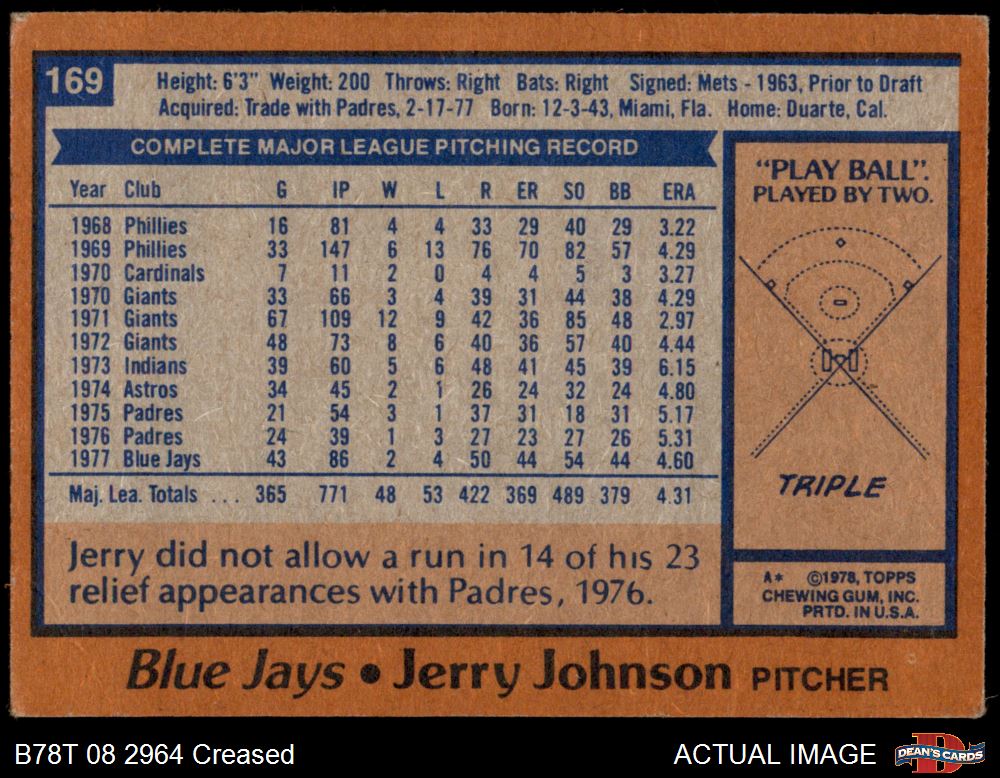 169
Height: 6'3" Weight: 200 Throws: Right Bats: Right Signed: Mets - 1963, Prior to Draft
Acquired: Trade with Padres, 2-17-77 Born: 12-3-43, Miami, Fla. Home: Duarte, Cal.
COMPLETE MAJOR LEAGUE PITCHING RECORD
Year Club G IP W L R ER SO BB ERA
1968 Phillies 16 81 4 4 33 29 40 29 3.22
1969 Phillies 33 147 6 13 76 70 82 57 4.29
1970 Cardinals 7 11 2 0 4 4 5 3 3.27
1970 Giants 33 66 3 4 39 31 44 38 4.29
1971 Giants 67 109 12 9 42 36 85 48 2.97
1972 Giants 48 73 8 6 40 36 57 40 4.44
1973 Indians 39 60 5 6 48 41 45 39 6.15
1974 Astros 34 45 2 1 26 24 32 24 4.80
1975 Padres 21 54 3 1 37 31 18 31 5.17
1976 Padres 24 39 1 3 27 23 27 26 5.31
1977 Blue Jays 43 86 2 4 50 44 54 44 4.60
Maj. Lea. Totals ... 365 771 48 53 422 369 489 379 4.31
Jerry did not allow a run in 14 of his 23
relief appearances with Padres, 1976.
"PLAY BALL".
PLAYED BY TWO.
TRIPLE
A* ©1978, TOPPS
CHEWING GUM, INC.
PRTD. IN U.S.A.
Blue Jays • Jerry Johnson PITCHER
B78T 08 2964 Creased
ACTUAL IMAGE
D
DEAN'S CARDS